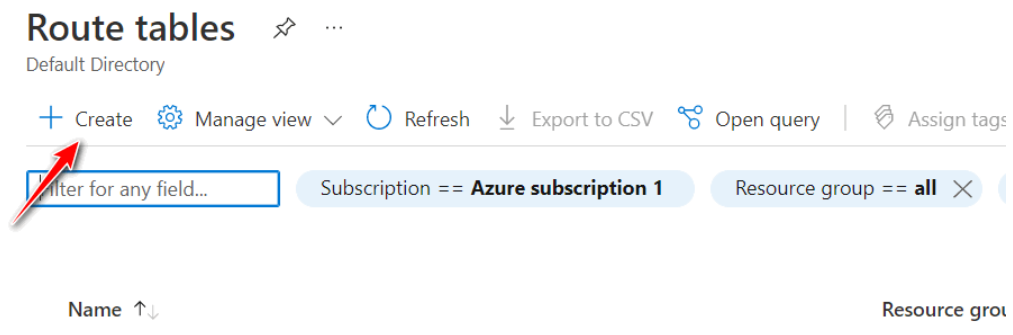 Route tables ...
Default Directory
Create Manage view Refresh Export to CSV Open query Assign tags
Filter for any field... Subscription == Azure subscription 1 Resource group == all
Name Resource grou